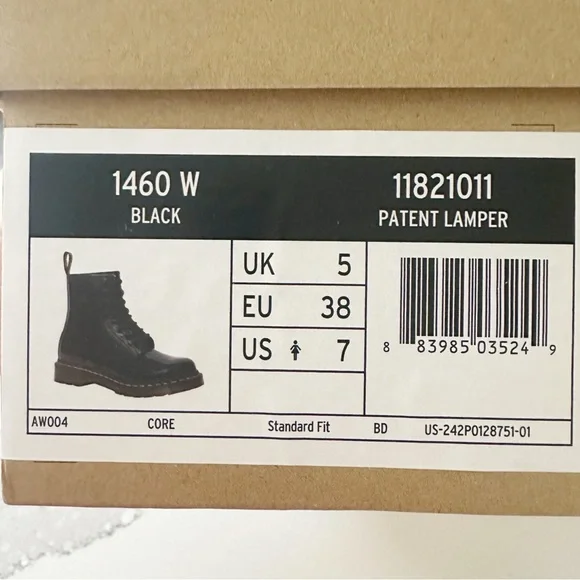 1460 W
BLACK
11821011
PATENT LAMPER
UK 5
EU 38
US 7
8 83985 03524 9
AW004 CORE Standard Fit BD US-242P0128751-01